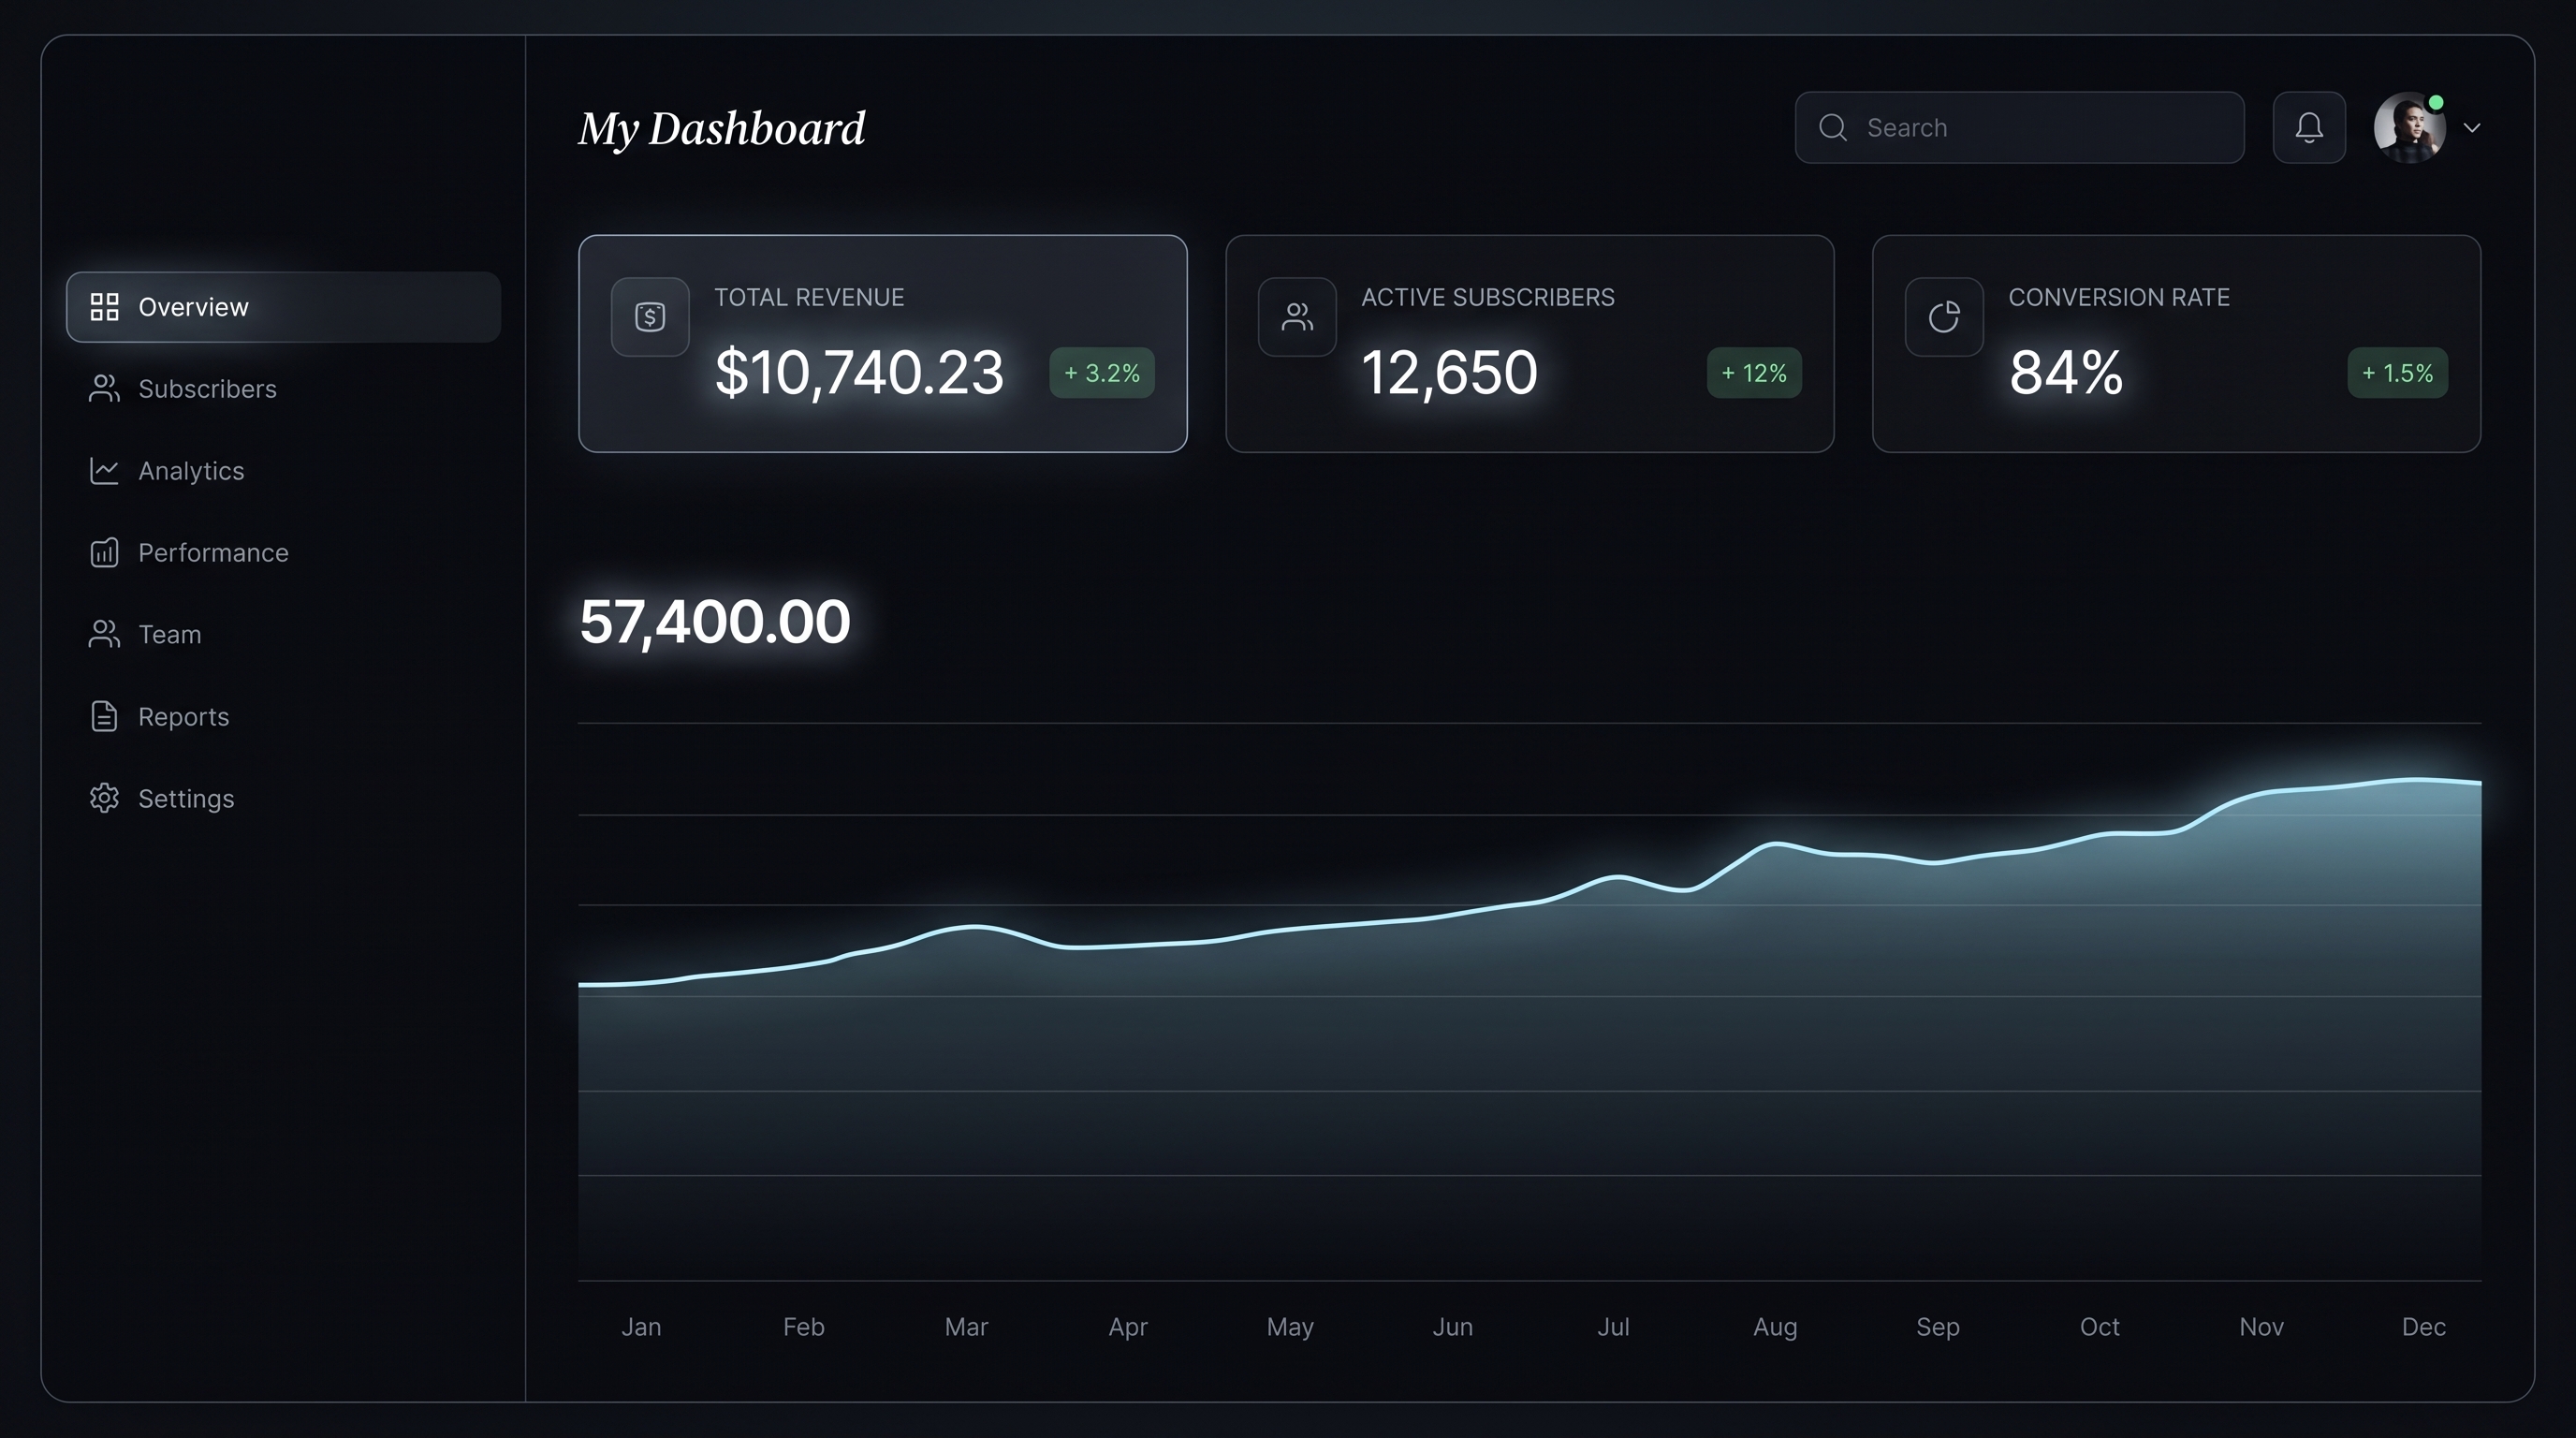 My Dashboard
Search
Overview
Subscribers
Analytics
Performance
Team
Reports
Settings
TOTAL REVENUE
$10,740.23
+ 3.2%
ACTIVE SUBSCRIBERS
12,650
+ 12%
CONVERSION RATE
84%
+ 1.5%
57,400.00
Jan Feb Mar Apr May Jun Jul Aug Sep Oct Nov Dec